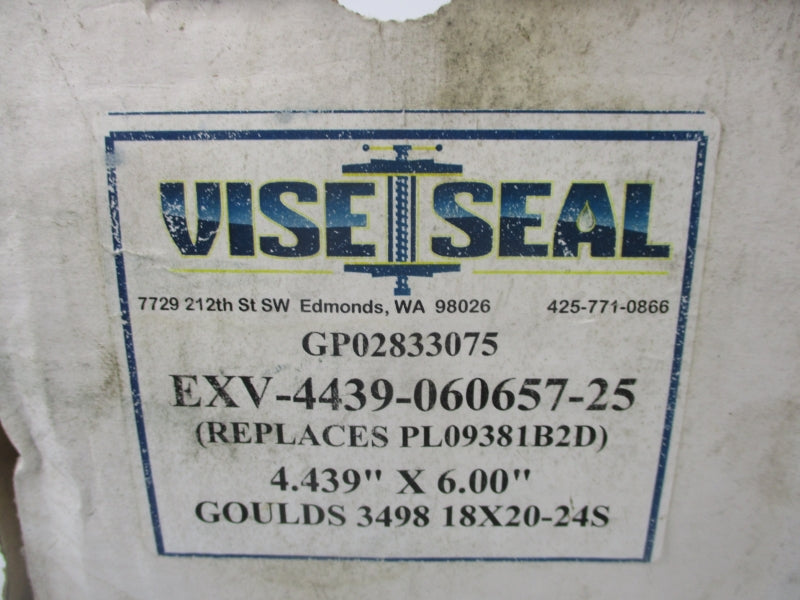 VISE SEAL
7729 212th St SW Edmonds, WA 98026 425-771-0866
GP02833075
EXV-4439-060657-25
(REPLACES PL09381B2D)
4.439" X 6.00"
GOULDS 3498 18X20-24S